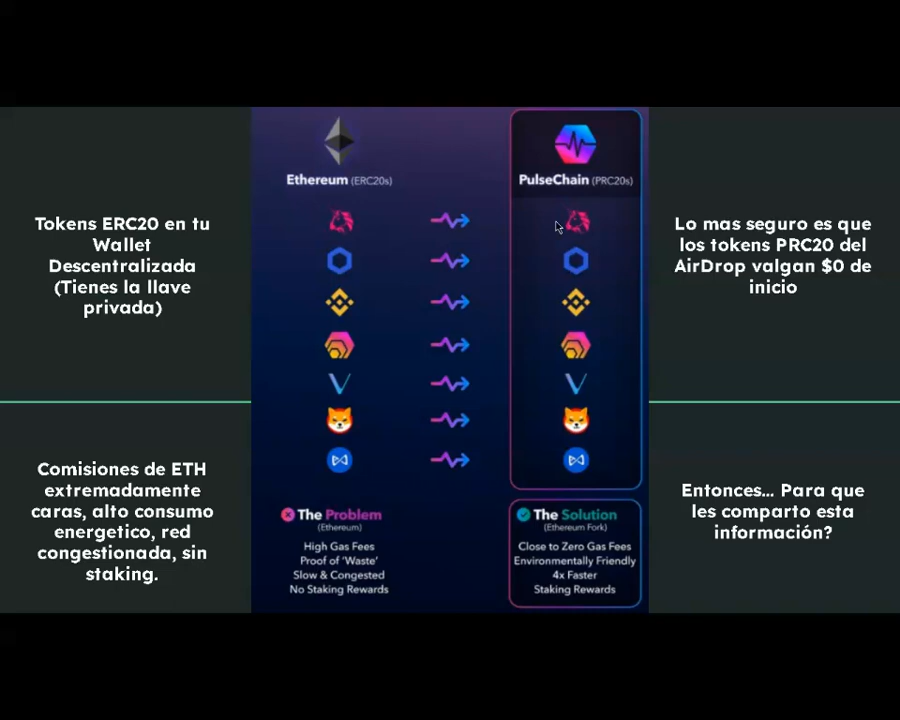 Tokens ERC20 en tu
Wallet
Descentralizada
(Tienes la llave
privada)
Comisiones de ETH
extremadamente
caras, alto consumo
energetico, red
congestionada, sin
staking.
Ethereum (ERC20s)
PulseChain (PRC20s)
The Problem
(Ethereum)
High Gas Fees
Proof of ‘Waste’
Slow & Congested
No Staking Rewards
The Solution
(Ethereum Fork)
Close to Zero Gas Fees
Environmentally Friendly
4x Faster
Staking Rewards
Lo mas seguro es que
los tokens PRC20 del
AirDrop valgan $0 de
inicio
Entonces... Para que
les comparto esta
información?